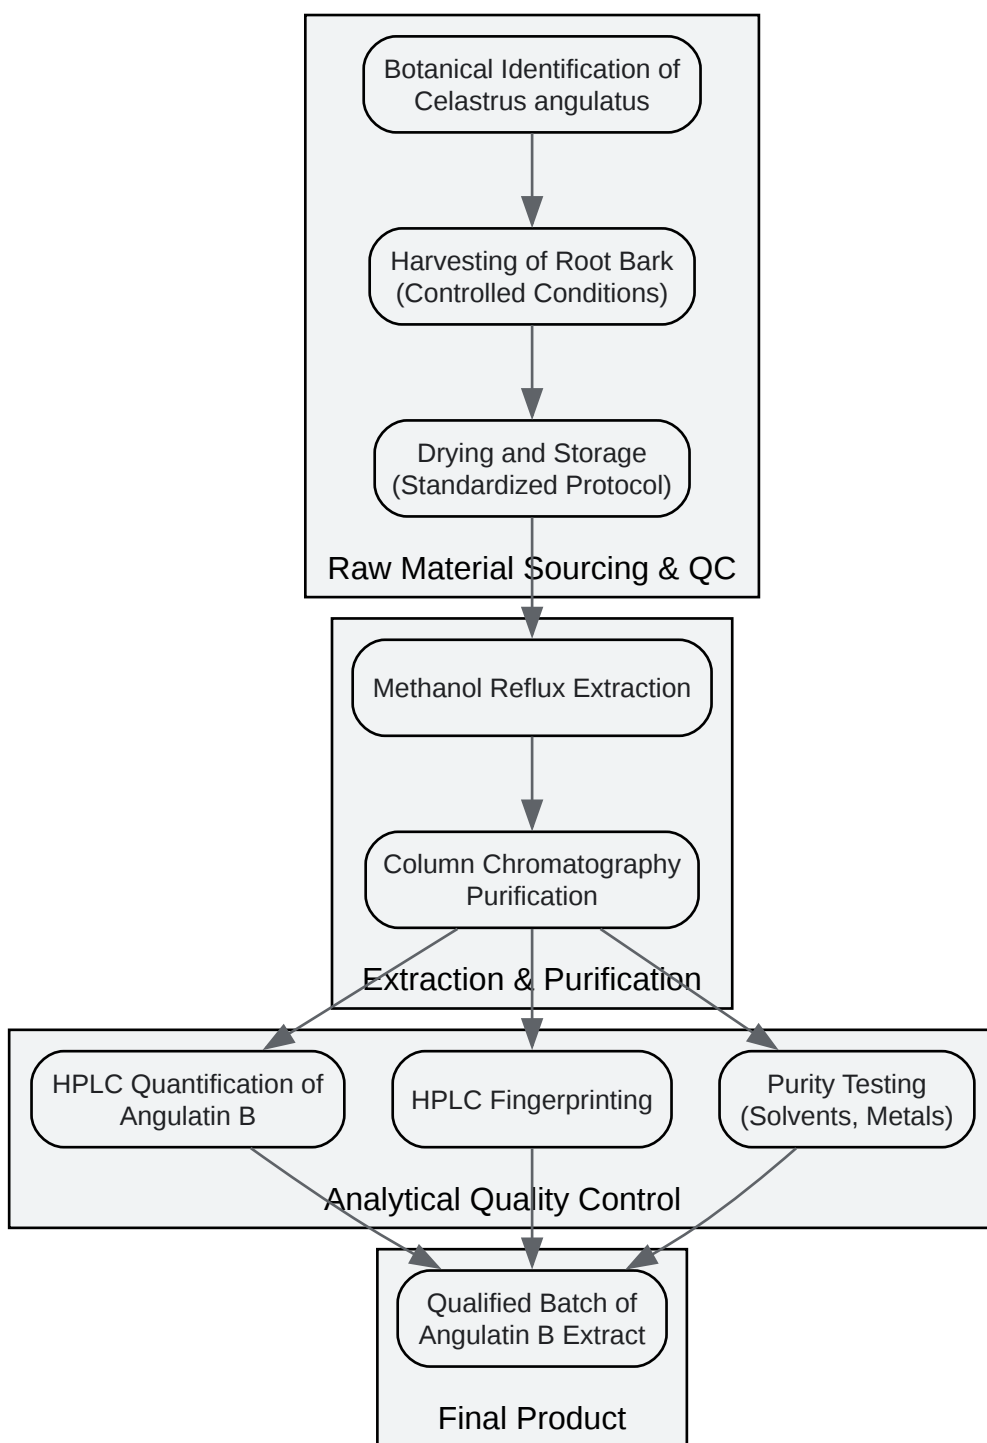 Botanical Identification of
Celastrus angulatus
Harvesting of Root Bark
(Controlled Conditions)
Drying and Storage
(Standardized Protocol)
Raw Material Sourcing & QC
Methanol Reflux Extraction
Column Chromatography
Purification
Extraction & Purification
HPLC Quantification of
Angulatin B
HPLC Fingerprinting
Purity Testing
(Solvents, Metals)
Analytical Quality Control
Qualified Batch of
Angulatin B Extract
Final Product